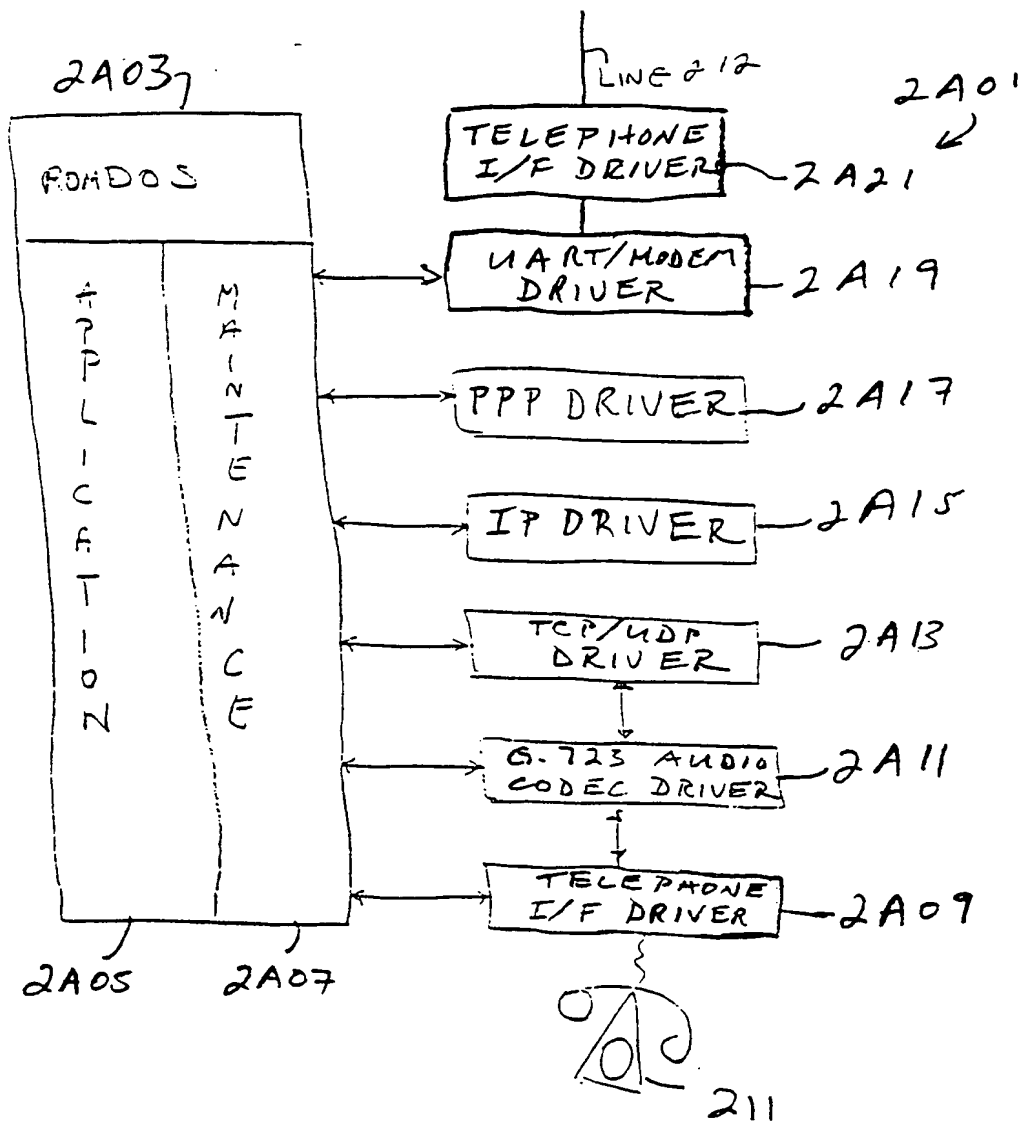 2A03
LINE 212
2A01
TELEPHONE
I/F DRIVER
2A21
ROMDOS
UART/MODEM
DRIVER
2A19
APPLICATION
MAINTENANCE
PPP DRIVER
2A17
IP DRIVER
2A15
TCP/UDP
DRIVER
2A13
G.723 AUDIO
CODEC DRIVER
2A11
TELEPHONE
I/F DRIVER
2A09
2A05
2A07
211